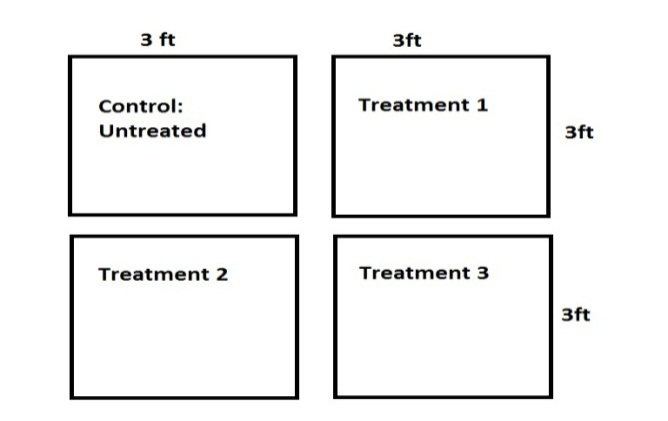 3 ft
3ft
Control:
Untreated
Treatment 1
3ft
Treatment 2
Treatment 3
3ft